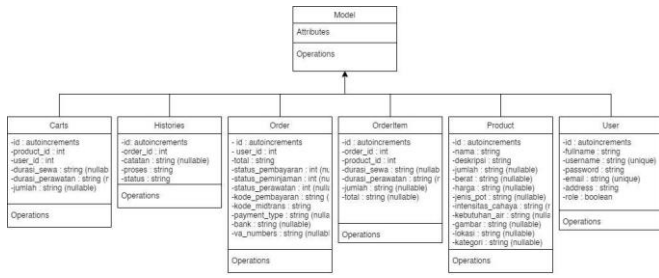 Model
Attributes
Operations
Carts
-id : autoincrements
-product_id : int
-user_id : int
-durasi_sewa : string (nullab
-durasi_perawatan : string (r
-jumlah : string (nullable)
Operations
Histories
-id: autoincrements
-order_id : int
-catatan : string (nullable)
-proses : string
-status : string
Operations
Order
- id : autoincrements
- user_id : int
-total : string
-status_pembayaran : int (nu
-status_peminjaman : int (nu
-status_perawatan : int (null
-kode_pembayaran : string (
-kode_midtrans : string
-payment_type : string (nulla
-bank : string (nullable)
-va_numbers : string (nullabl
Operations
OrderItem
-id : autoincrements
-order_id : int
-product_id : int
-durasi_sewa : string (nullab
-durasi_perawatan : string (r
-jumlah : string (nullable)
-total : string (nullable)
Operations
Product
-id : autoincrements
-nama : string
-deskripsi : string
-jumlah : string (nullable)
-berat : string (nullable)
-harga : string (nullable)
-jenis_pot : string (nullable)
-intensitas_cahaya : string (r
-kebutuhan_air : string (nulla
-gambar : string (nullable)
-lokasi : string (nullable)
-kategori : string (nullable)
Operations
User
-id : autoincrements
-fullname : string
-username : string (unique)
-password : string
-email : string (unique)
-address : string
-role : boolean
Operations